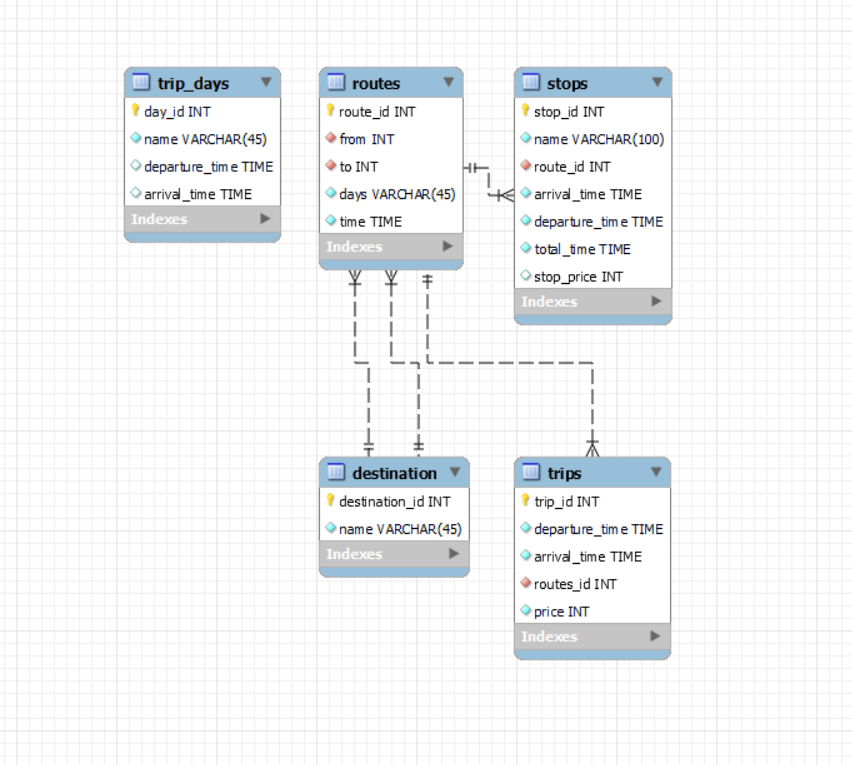 trip_days
day_id INT
name VARCHAR(45)
departure_time TIME
arrival_time TIME
Indexes
routes
route_id INT
from INT
to INT
days VARCHAR(45)
time TIME
Indexes
stops
stop_id INT
name VARCHAR(100)
route_id INT
arrival_time TIME
departure_time TIME
total_time TIME
stop_price INT
Indexes
destination
destination_id INT
name VARCHAR(45)
Indexes
trips
trip_id INT
departure_time TIME
arrival_time TIME
routes_id INT
price INT
Indexes